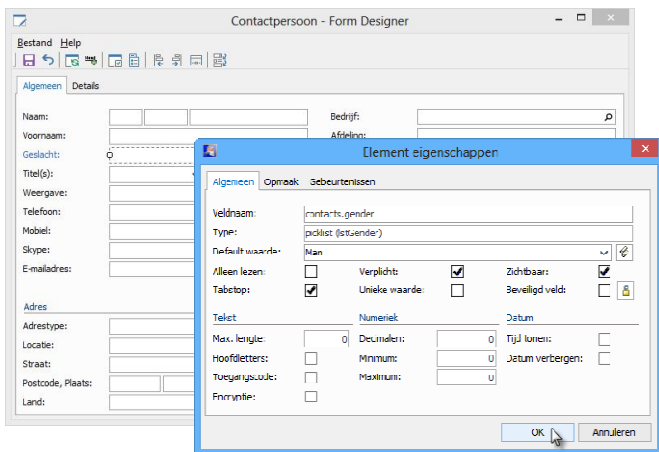 Contactpersoon - Form Designer
Bestand Help
Algemeen Details
Naam: Bedrijf:
Voornaam: Afdeling:
Geslacht:
Titel(s):
Weergave:
Telefoon:
Mobiel:
Skype:
E-mailadres:
Adres
Adrestype:
Locatie:
Straat:
Postcode, Plaats:
Land:
Element eigenschappen
Algemeen Opmaak Gebeurtenissen
Veldnaam: contacts.gender
Type: picklist (lstGender)
Default waarde: Man
Alleen lezen: Verplicht: Zichtbaar:
Tabstop: Unieke waarde: Beveiligd veld:
Tekst Numeriek Datum
Max. lengte: 0 Decimalen: 0 Tijd tonen:
Hoofdletters: Minimum: 0 Datum verbergen:
Toegangscode: Maximum: 0
Encryptie:
OK Annuleren